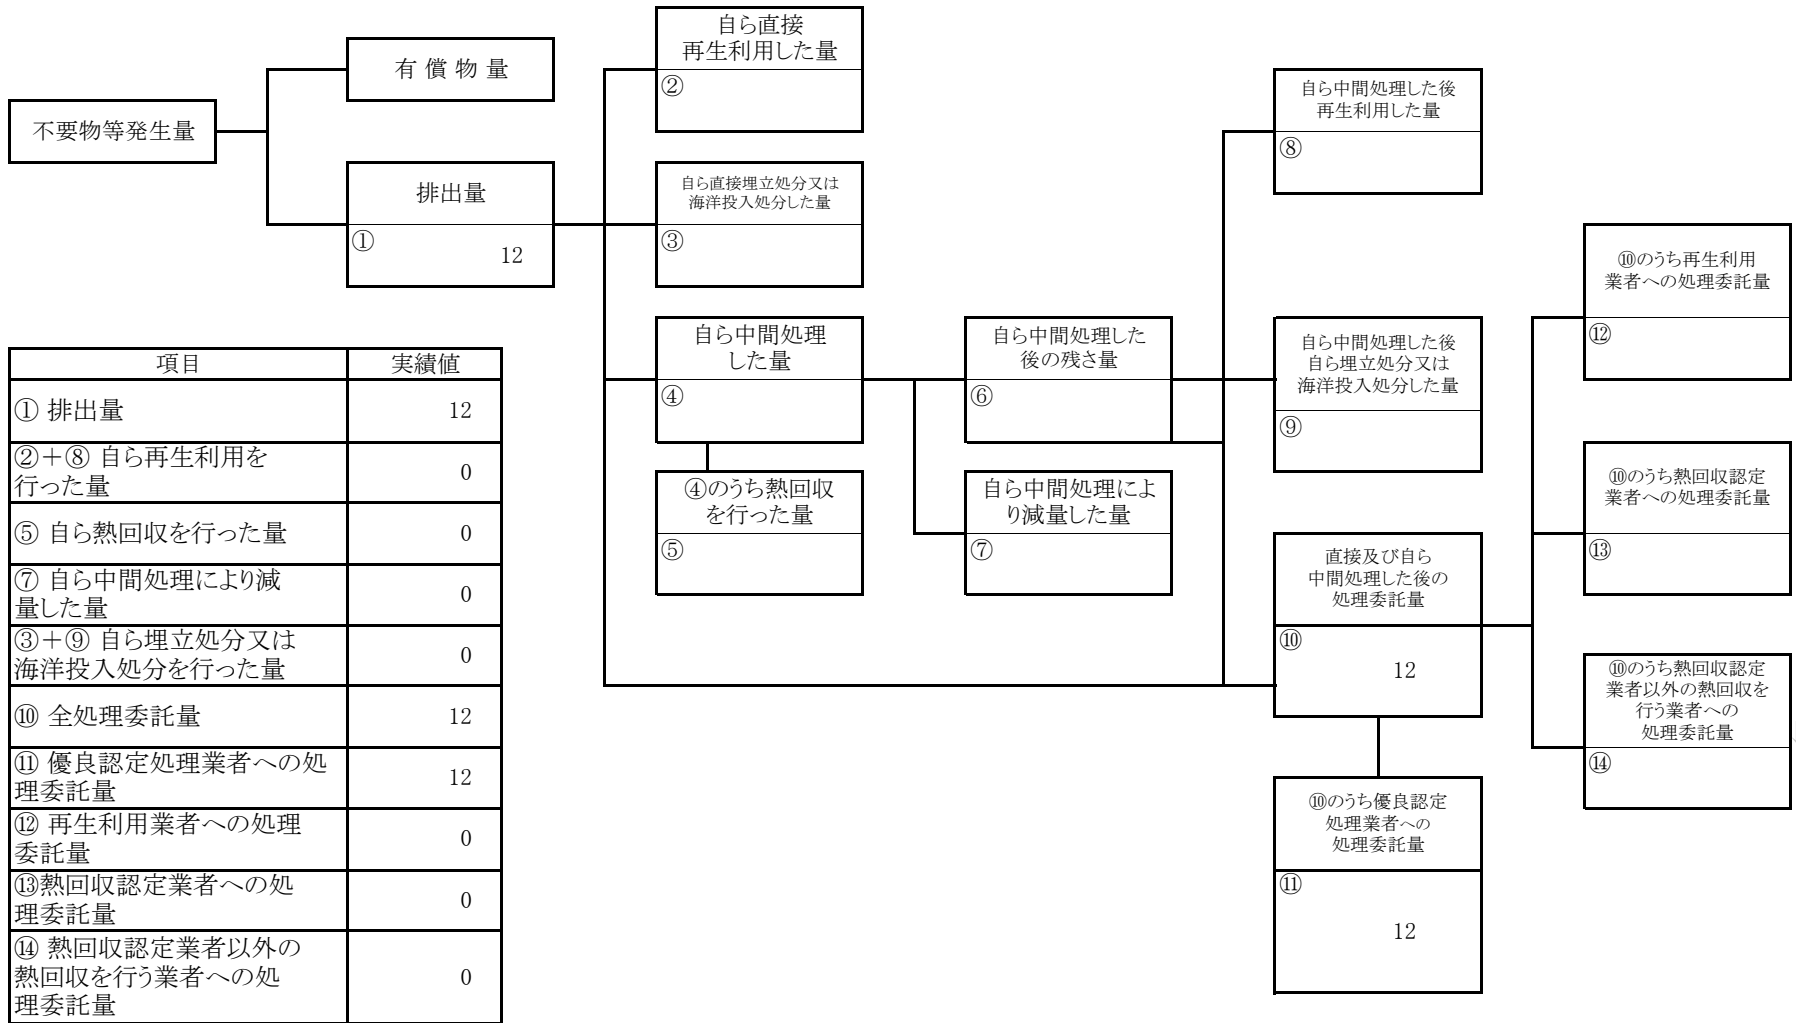 自ら直接
再生利用した量
②
有 償 物 量
不要物等発生量
排出量
①
12
自ら直接埋立処分又は
海洋投入処分した量
③
自ら中間処理
した量
④
④のうち熱回収
を行った量
⑤
自ら中間処理した
後の残さ量
⑥
自ら中間処理によ
り減量した量
⑦
自ら中間処理した後
再生利用した量
⑧
自ら中間処理した後
自ら埋立処分又は
海洋投入処分した量
⑨
直接及び自ら
中間処理した後の
処理委託量
⑩
12
⑩のうち優良認定
処理業者への
処理委託量
⑪
12
⑩のうち再生利用
業者への処理委託量
⑫
⑩のうち熱回収認定
業者への処理委託量
⑬
⑩のうち熱回収認定
業者以外の熱回収を
行う業者への
処理委託量
⑭
項目 実績値
① 排出量 12
②＋⑧ 自ら再生利用を
行った量 0
⑤ 自ら熱回収を行った量 0
⑦ 自ら中間処理により減
量した量 0
③＋⑨ 自ら埋立処分又は
海洋投入処分を行った量 0
⑩ 全処理委託量 12
⑪ 優良認定処理業者への処
理委託量 12
⑫ 再生利用業者への処理
委託量 0
⑬熱回収認定業者への処
理委託量 0
⑭ 熱回収認定業者以外の
熱回収を行う業者への処
理委託量 0